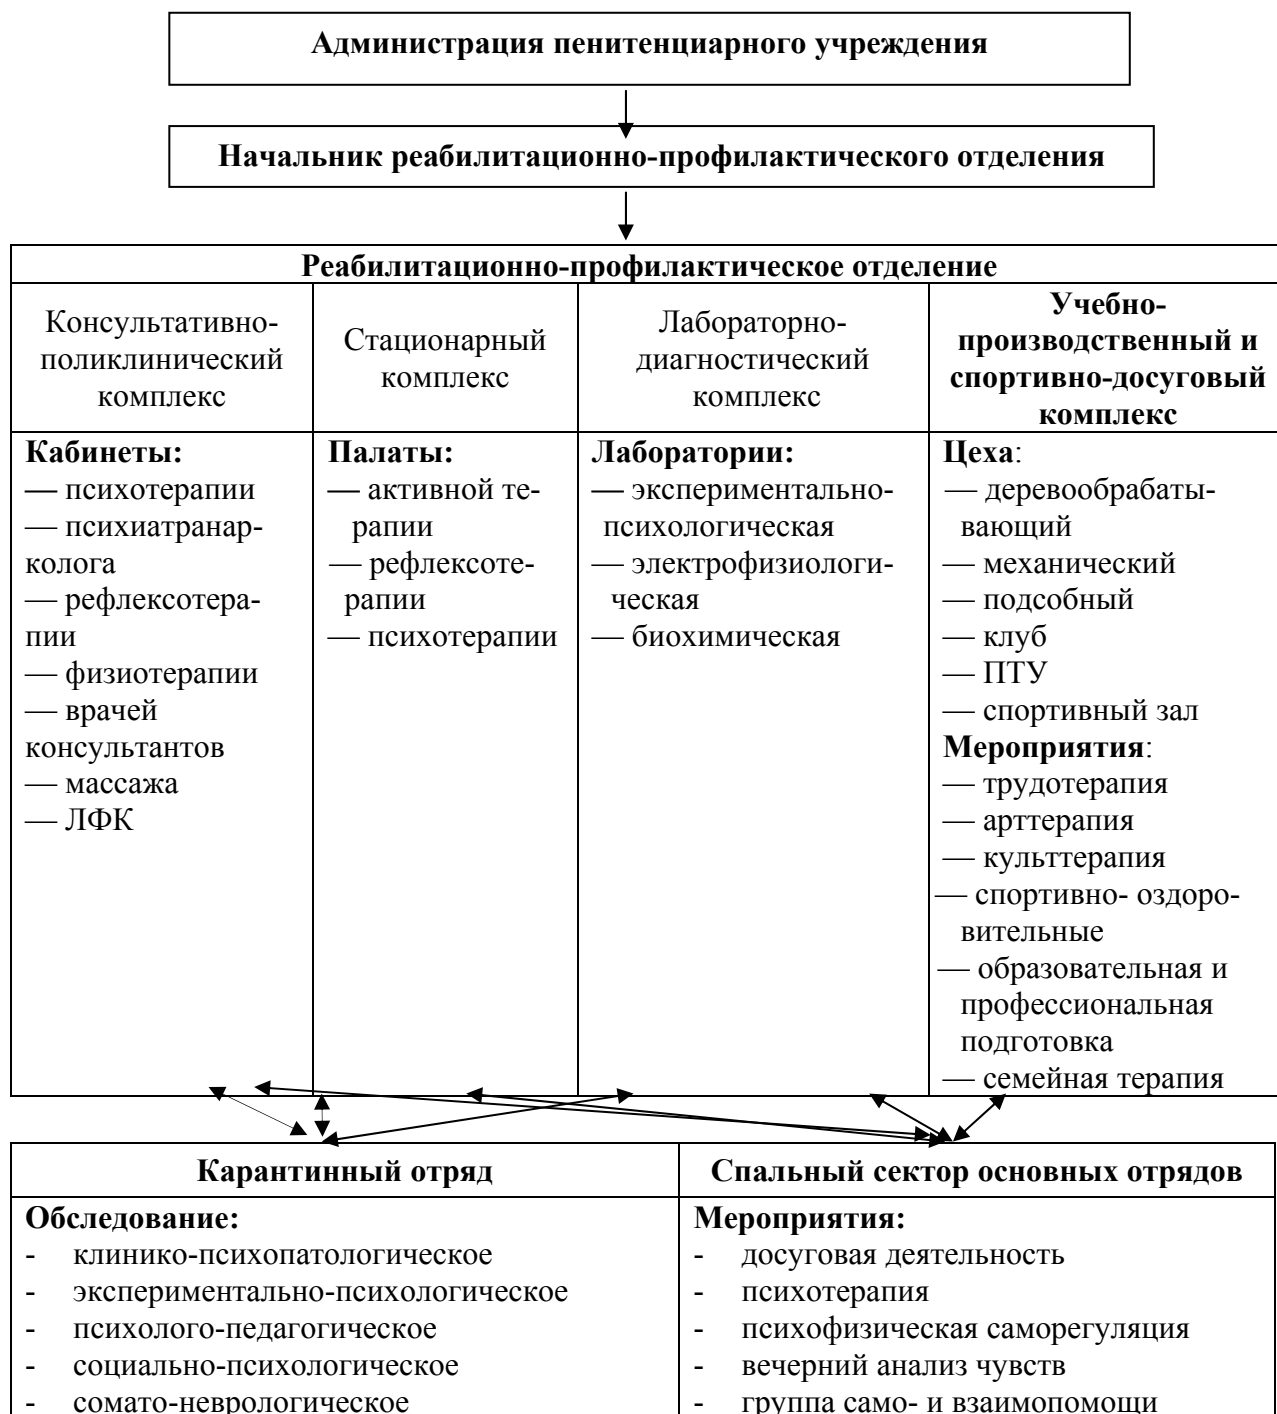 Администрация пенитенциарного учреждения
Начальник реабилитационно-профилактического отделения
Реабилитационно-профилактическое отделение
Консультативно-
поликлинический
комплекс
Стационарный
комплекс
Лабораторно-
диагностический
комплекс
Учебно-
производственный и
спортивно-досуговый
комплекс
Кабинеты:
— психотерапии
— психиатранар-
колога
— рефлексотера-
пии
— физиотерапии
— врачей
консультантов
— массажа
— ЛФК
Палаты:
— активной те-
рапии
— рефлексоте-
рапии
— психотерапии
Лаборатории:
— экспериментально-
психологическая
— электрофизиологи-
ческая
— биохимическая
Цеха:
— деревообрабаты-
вающий
— механический
— подсобный
— клуб
— ПТУ
— спортивный зал
Мероприятия:
— трудотерапия
— арттерапия
— культтерапия
— спортивно- оздоро-
вительные
— образовательная и
профессиональная
подготовка
— семейная терапия
Карантинный отряд
Обследование:
- клинико-психопатологическое
- экспериментально-психологическое
- психолого-педагогическое
- социально-психологическое
- сомато-неврологическое
Спальный сектор основных отрядов
Мероприятия:
- досуговая деятельность
- психотерапия
- психофизическая саморегуляция
- вечерний анализ чувств
- группа само- и взаимопомощи